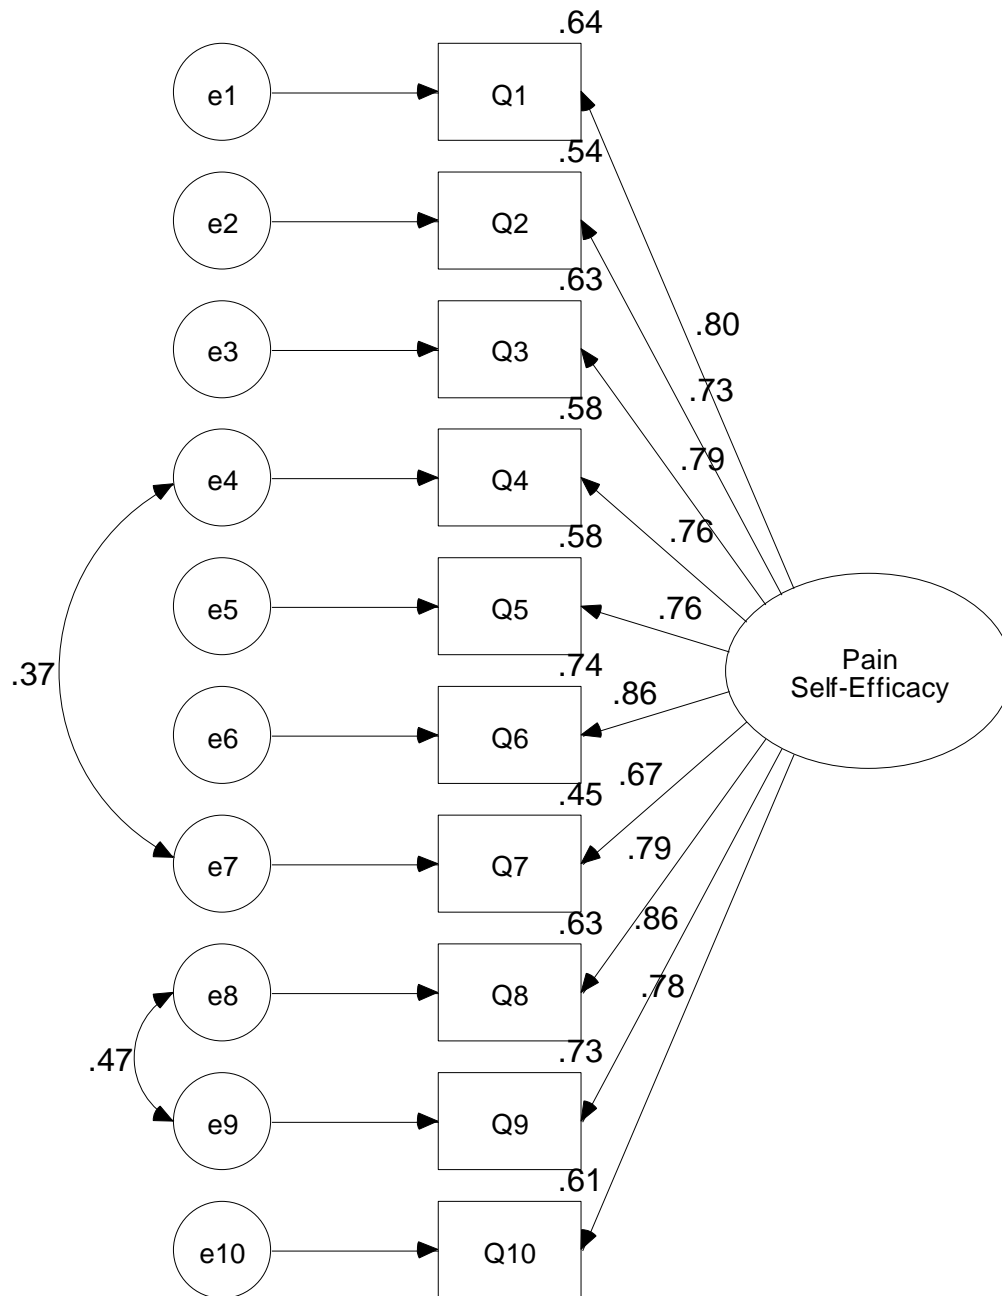 .64
e1 Q1
.54
e2 Q2
.63
e3 Q3
.80
.73
.58
.79
e4 Q4
.76
.58
e5 Q5
.76
.74
Pain
Self-Efficacy
.37
.86
e6 Q6
.67
.45
.79
e7 Q7
.63
.86
e8 Q8
.78
.47
.73
e9 Q9
.61
e10 Q10